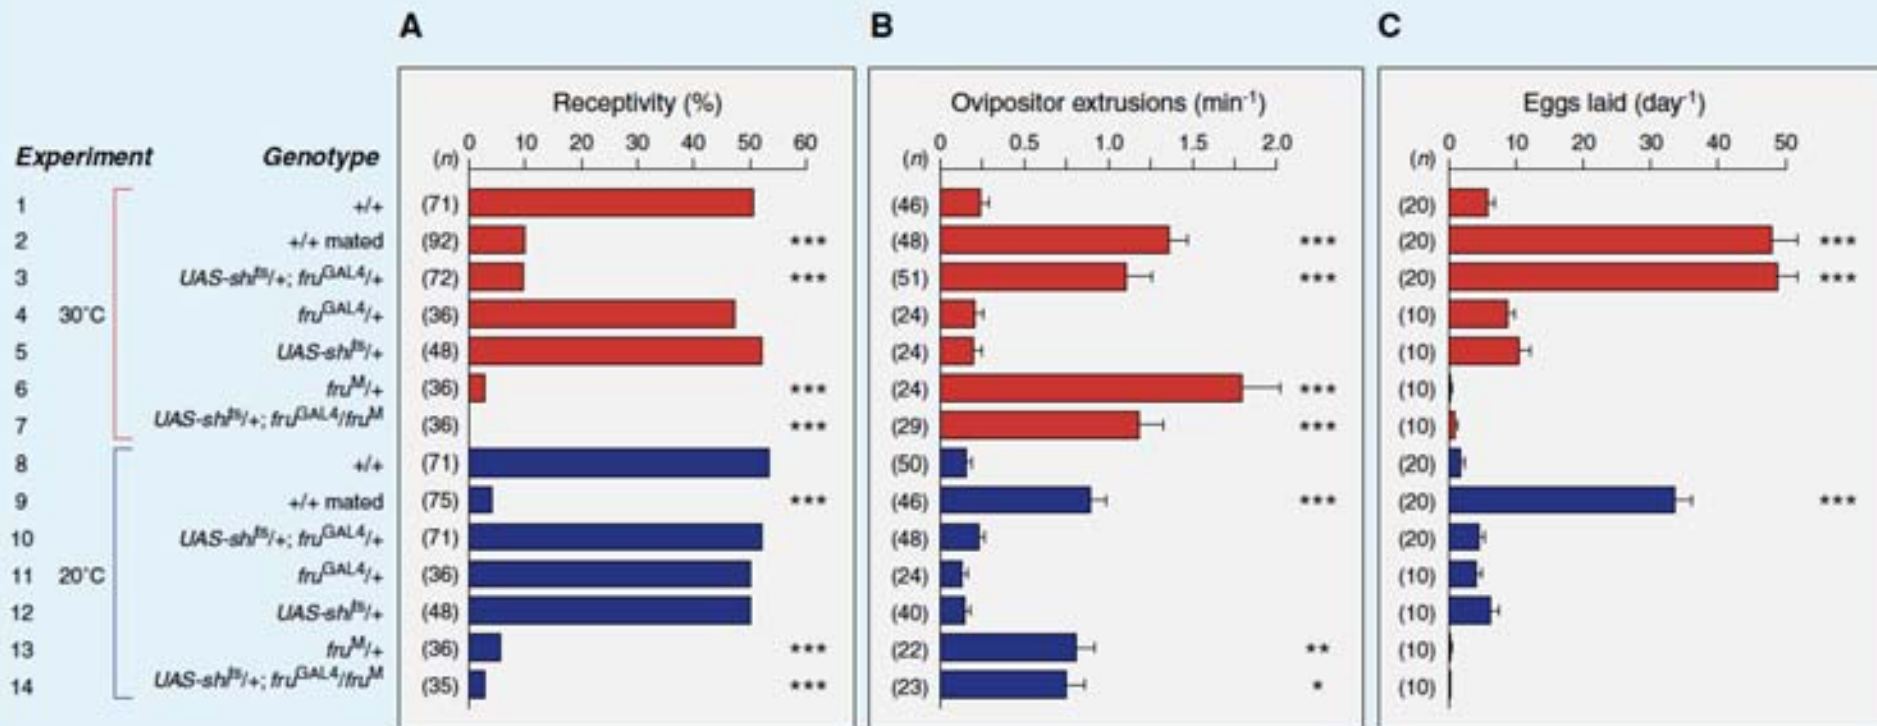 A B C
Receptivity (%) Ovipositor extrusions (min-1) Eggs laid (day-1)
Experiment Genotype (n) 0 10 20 30 40 50 60 (n) 0 0.5 1.0 1.5 2.0 (n) 0 10 20 30 40 50
1 +/+ (71) (46) (20)
2 +/+ mated (92) *** (48) *** (20) ***
3 UAS-shits/+; fruGAL4/+ (72) *** (51) *** (20) ***
4 30°C fruGAL4/+ (36) (24) (10)
5 UAS-shits/+ (48) (24) (10)
6 fruM/+ (36) *** (24) *** (10)
7 UAS-shits/+; fruGAL4/fruM (36) *** (29) *** (10)
8 +/+ (71) (50) (20)
9 +/+ mated (75) *** (46) *** (20) ***
10 UAS-shits/+; fruGAL4/+ (71) (48) (20)
11 20°C fruGAL4/+ (36) (24) (10)
12 UAS-shits/+ (48) (40) (10)
13 fruM/+ (36) *** (22) ** (10)
14 UAS-shits/+; fruGAL4/fruM (35) *** (23) * (10)